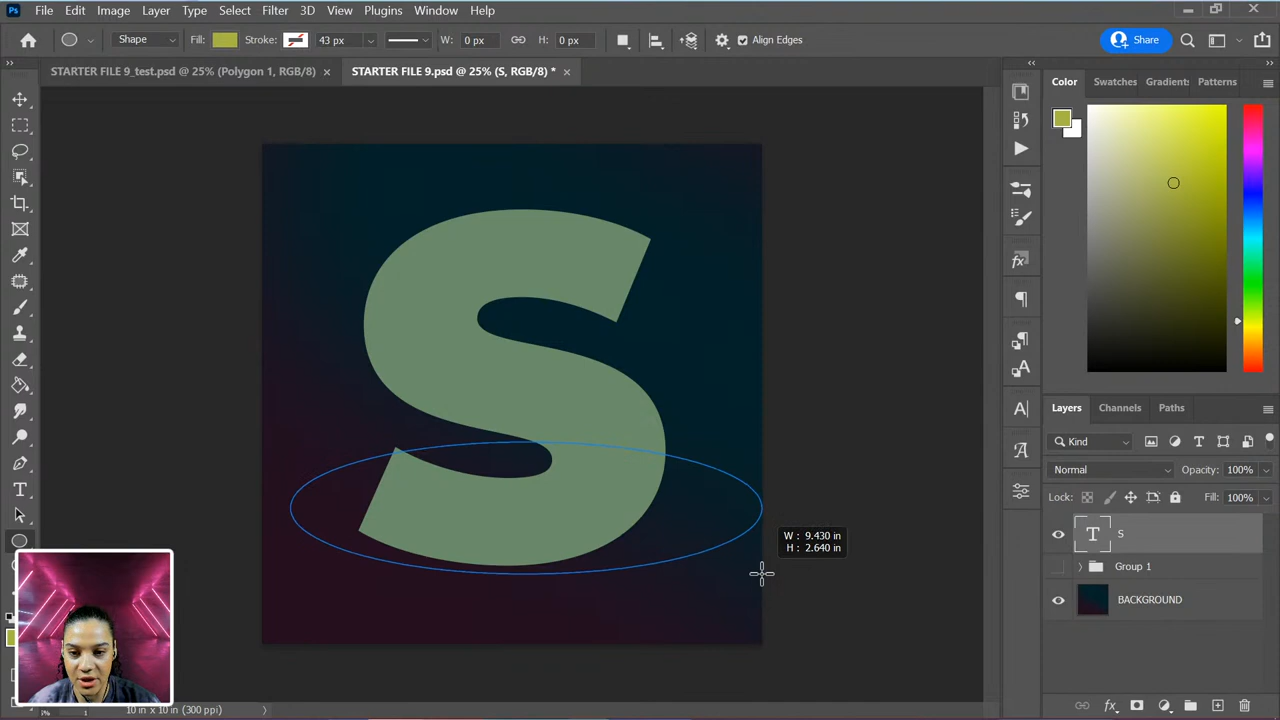 Ps File Edit Image Layer Type Select Filter 3D View Plugins Window Help
Shape Fill: Stroke: 43 px W: 0 px H: 0 px Align Edges Share
STARTER FILE 9_test.psd @ 25% (Polygon 1, RGB/8) × STARTER FILE 9.psd @ 25% (S, RGB/8) * ×
Color Swatches Gradient: Patterns
S
W : 9.430 in
H : 2.640 in
Layers Channels Paths
Kind
Normal Opacity: 100%
Lock: Fill: 100%
T S
Group 1
BACKGROUND
10 in x 10 in (300 ppi)